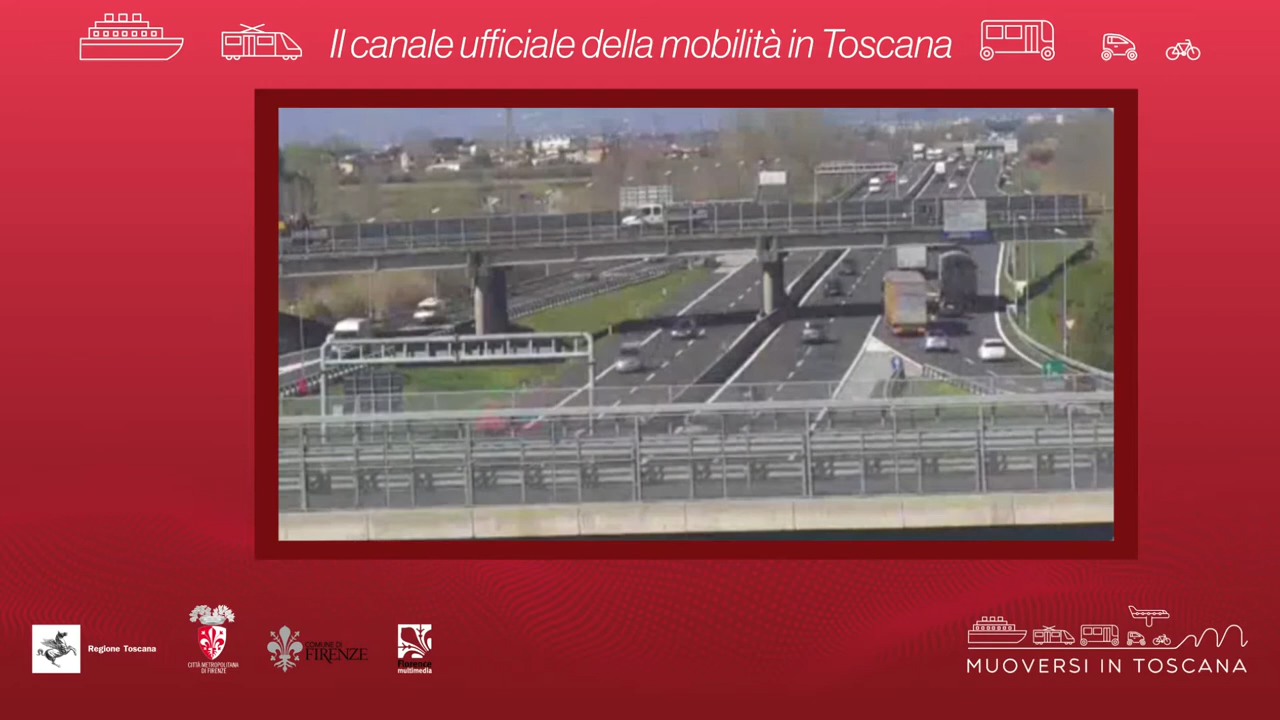 Il canale ufficiale della mobilità in Toscana
Regione Toscana
CITTÀ METROPOLITANA
DI FIRENZE
COMUNE DI
FIRENZE
Florence
multimedia
MUOVERSI IN TOSCANA